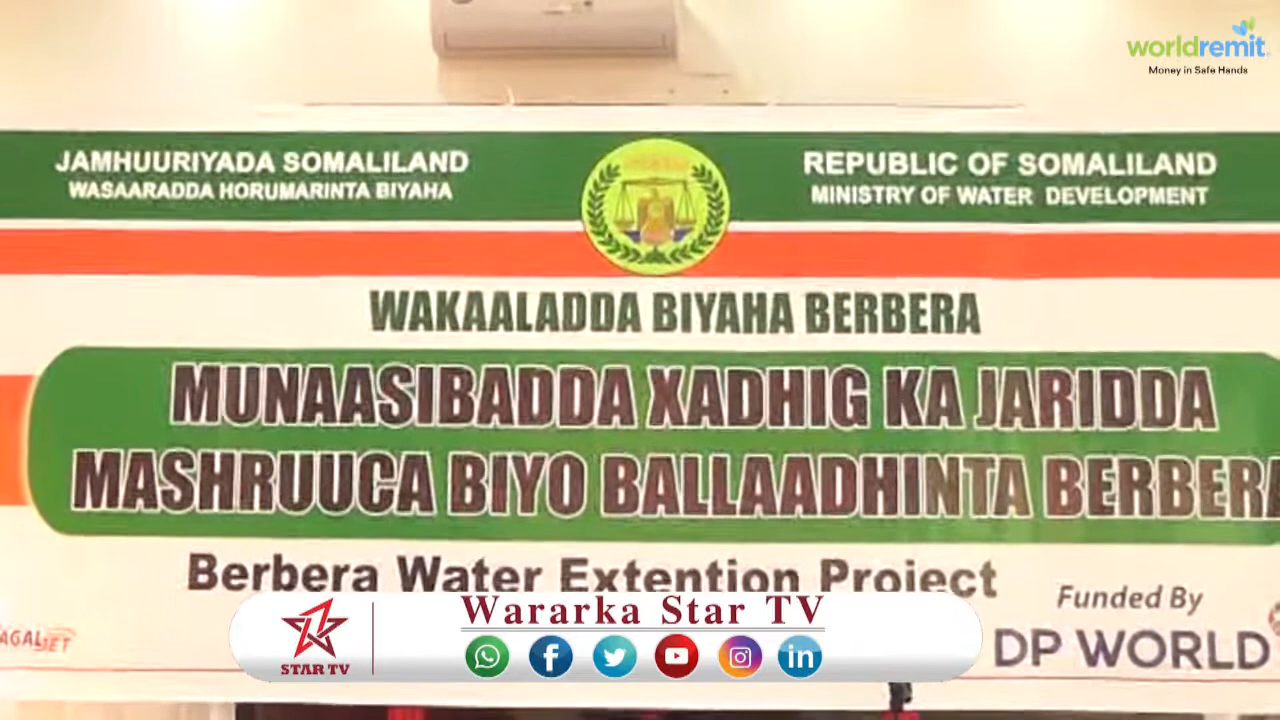 worldremit
Money in Safe Hands
JAMHUURIYADA SOMALILAND
WASAARADDA HORUMARINTA BIYAHA
REPUBLIC OF SOMALILAND
MINISTRY OF WATER DEVELOPMENT
WAKAALADDA BIYAHA BERBERA
MUNAASIBADDA XADHIG KA JARIDDA
MASHRUUCA BIYO BALLAADHINTA BERBERA
Berbera Water Extention Project
Funded By
DP WORLD
Wararka Star TV
STAR TV